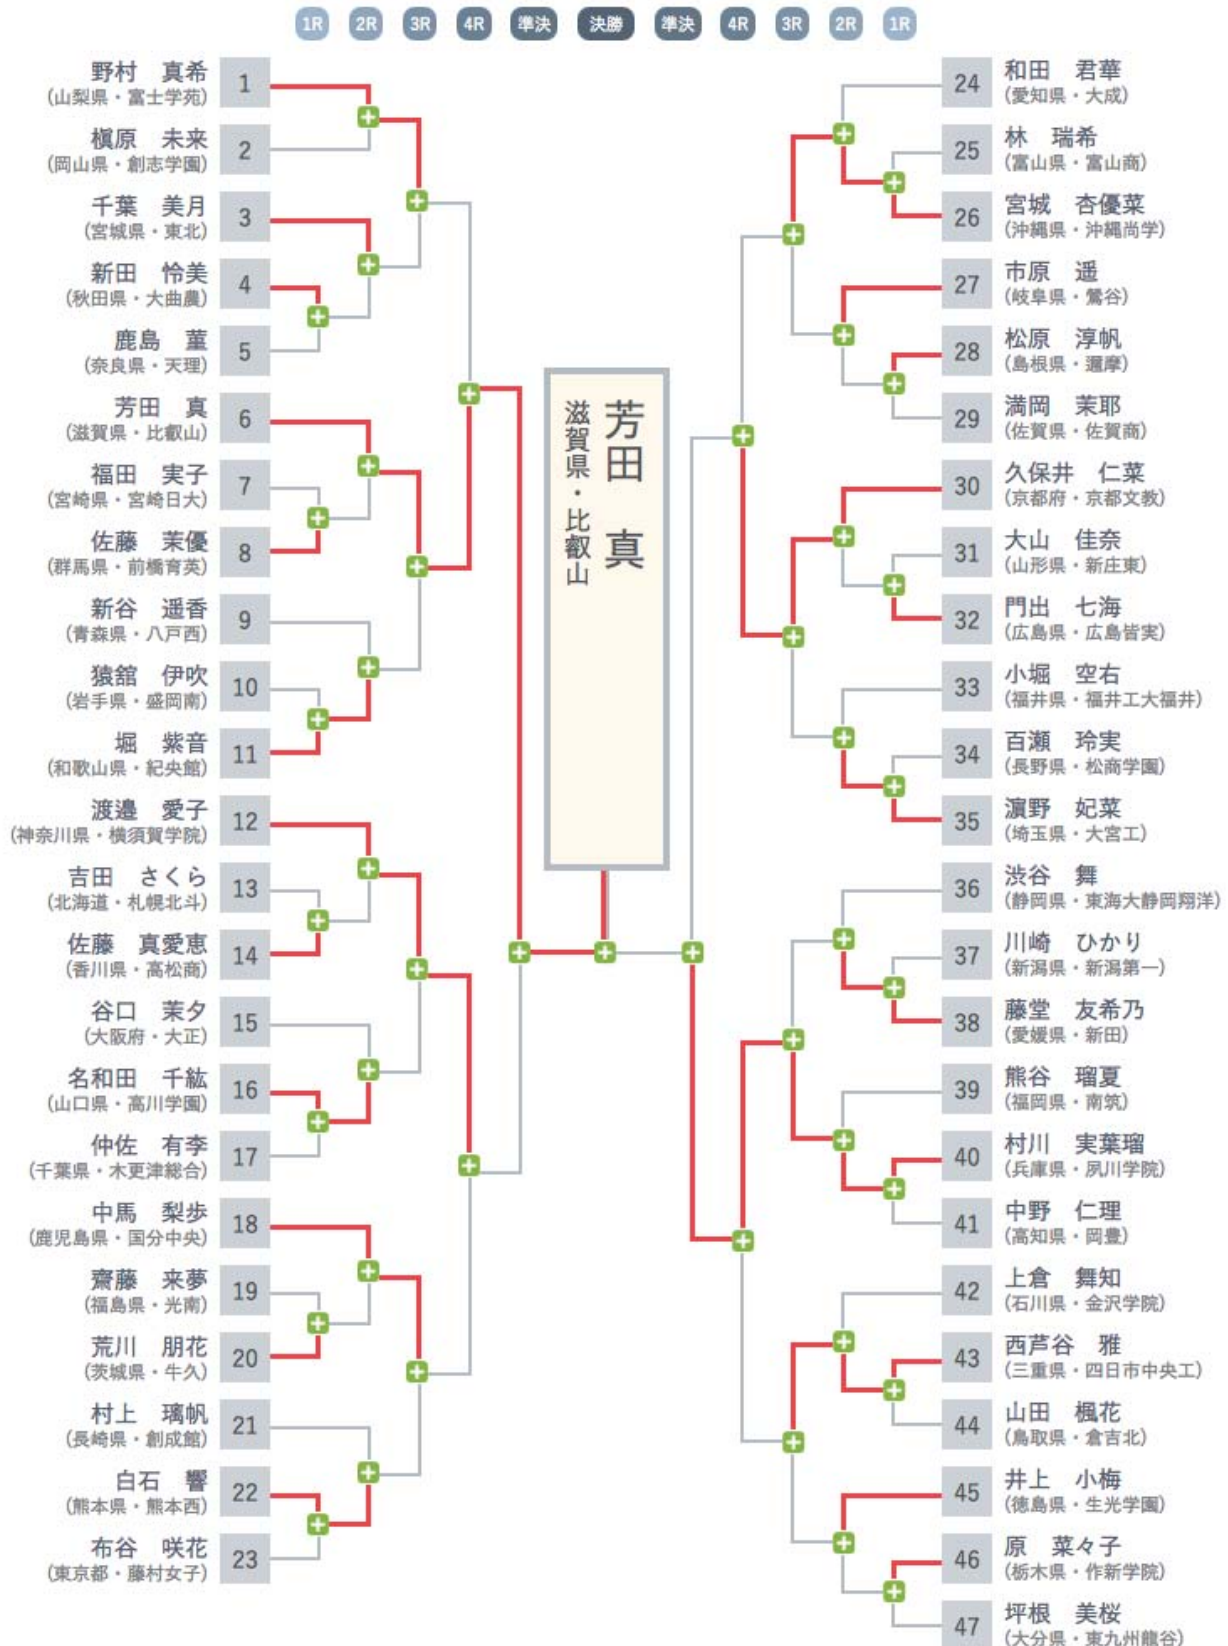 1R 2R 3R 4R 準決 決勝 準決 4R 3R 2R 1R
野村 真希
(山梨県・富士学苑)
1
槇原 未来
(岡山県・創志学園)
2
千葉 美月
(宮城県・東北)
3
新田 怜美
(秋田県・大曲農)
4
鹿島 菫
(奈良県・天理)
5
芳田 真
(滋賀県・比叡山)
6
福田 実子
(宮崎県・宮崎日大)
7
佐藤 茉優
(群馬県・前橋育英)
8
新谷 遥香
(青森県・八戸西)
9
猿舘 伊吹
(岩手県・盛岡南)
10
堀 紫音
(和歌山県・紀央館)
11
渡邉 愛子
(神奈川県・横須賀学院)
12
吉田 さくら
(北海道・札幌北斗)
13
佐藤 真愛恵
(香川県・高松商)
14
谷口 茉夕
(大阪府・大正)
15
名和田 千紘
(山口県・高川学園)
16
仲佐 有李
(千葉県・木更津総合)
17
中馬 梨歩
(鹿児島県・国分中央)
18
齋藤 来夢
(福島県・光南)
19
荒川 朋花
(茨城県・牛久)
20
村上 璃帆
(長崎県・創成館)
21
白石 響
(熊本県・熊本西)
22
布谷 咲花
(東京都・藤村女子)
23
芳田 真
滋賀県・比叡山
24
和田 君華
(愛知県・大成)
25
林 瑞希
(富山県・富山商)
26
宮城 杏優菜
(沖縄県・沖縄尚学)
27
市原 遥
(岐阜県・鶯谷)
28
松原 淳帆
(島根県・邇摩)
29
満岡 茉耶
(佐賀県・佐賀商)
30
久保井 仁菜
(京都府・京都文教)
31
大山 佳奈
(山形県・新庄東)
32
門出 七海
(広島県・広島皆実)
33
小堀 空右
(福井県・福井工大福井)
34
百瀬 玲実
(長野県・松商学園)
35
濵野 妃菜
(埼玉県・大宮工)
36
渋谷 舞
(静岡県・東海大静岡翔洋)
37
川崎 ひかり
(新潟県・新潟第一)
38
藤堂 友希乃
(愛媛県・新田)
39
熊谷 瑠夏
(福岡県・南筑)
40
村川 実葉瑠
(兵庫県・夙川学院)
41
中野 仁理
(高知県・岡豊)
42
上倉 舞知
(石川県・金沢学院)
43
西芦谷 雅
(三重県・四日市中央工)
44
山田 楓花
(鳥取県・倉吉北)
45
井上 小梅
(徳島県・生光学園)
46
原 菜々子
(栃木県・作新学院)
47
坪根 美桜
(大分県・東九州龍谷)